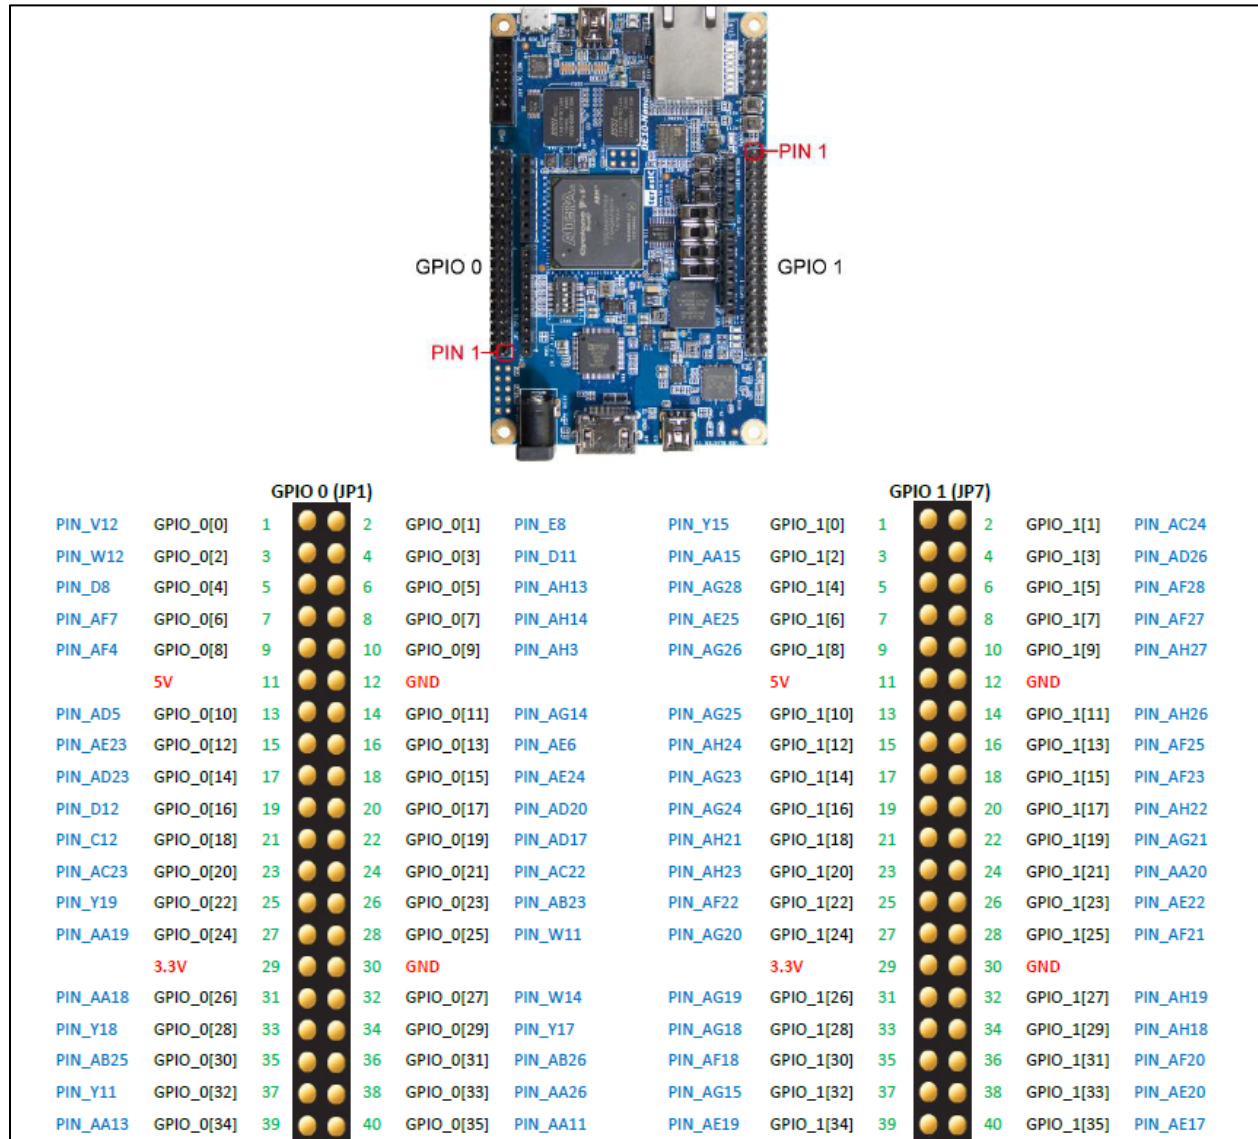 PIN 1
GPIO 0
GPIO 1
PIN 1
GPIO 0 (JP1)
GPIO 1 (JP7)
PIN_V12 GPIO_0[0] 1 2 GPIO_0[1] PIN_E8 PIN_Y15 GPIO_1[0] 1 2 GPIO_1[1] PIN_AC24
PIN_W12 GPIO_0[2] 3 4 GPIO_0[3] PIN_D11 PIN_AA15 GPIO_1[2] 3 4 GPIO_1[3] PIN_AD26
PIN_D8 GPIO_0[4] 5 6 GPIO_0[5] PIN_AH13 PIN_AG28 GPIO_1[4] 5 6 GPIO_1[5] PIN_AF28
PIN_AF7 GPIO_0[6] 7 8 GPIO_0[7] PIN_AH14 PIN_AE25 GPIO_1[6] 7 8 GPIO_1[7] PIN_AF27
PIN_AF4 GPIO_0[8] 9 10 GPIO_0[9] PIN_AH3 PIN_AG26 GPIO_1[8] 9 10 GPIO_1[9] PIN_AH27
5V 11 12 GND 5V 11 12 GND
PIN_AD5 GPIO_0[10] 13 14 GPIO_0[11] PIN_AG14 PIN_AG25 GPIO_1[10] 13 14 GPIO_1[11] PIN_AH26
PIN_AE23 GPIO_0[12] 15 16 GPIO_0[13] PIN_AE6 PIN_AH24 GPIO_1[12] 15 16 GPIO_1[13] PIN_AF25
PIN_AD23 GPIO_0[14] 17 18 GPIO_0[15] PIN_AE24 PIN_AG23 GPIO_1[14] 17 18 GPIO_1[15] PIN_AF23
PIN_D12 GPIO_0[16] 19 20 GPIO_0[17] PIN_AD20 PIN_AG24 GPIO_1[16] 19 20 GPIO_1[17] PIN_AH22
PIN_C12 GPIO_0[18] 21 22 GPIO_0[19] PIN_AD17 PIN_AH21 GPIO_1[18] 21 22 GPIO_1[19] PIN_AG21
PIN_AC23 GPIO_0[20] 23 24 GPIO_0[21] PIN_AC22 PIN_AH23 GPIO_1[20] 23 24 GPIO_1[21] PIN_AA20
PIN_Y19 GPIO_0[22] 25 26 GPIO_0[23] PIN_AB23 PIN_AF22 GPIO_1[22] 25 26 GPIO_1[23] PIN_AE22
PIN_AA19 GPIO_0[24] 27 28 GPIO_0[25] PIN_W11 PIN_AG20 GPIO_1[24] 27 28 GPIO_1[25] PIN_AF21
3.3V 29 30 GND 3.3V 29 30 GND
PIN_AA18 GPIO_0[26] 31 32 GPIO_0[27] PIN_W14 PIN_AG19 GPIO_1[26] 31 32 GPIO_1[27] PIN_AH19
PIN_Y18 GPIO_0[28] 33 34 GPIO_0[29] PIN_Y17 PIN_AG18 GPIO_1[28] 33 34 GPIO_1[29] PIN_AH18
PIN_AB25 GPIO_0[30] 35 36 GPIO_0[31] PIN_AB26 PIN_AF18 GPIO_1[30] 35 36 GPIO_1[31] PIN_AF20
PIN_Y11 GPIO_0[32] 37 38 GPIO_0[33] PIN_AA26 PIN_AG15 GPIO_1[32] 37 38 GPIO_1[33] PIN_AE20
PIN_AA13 GPIO_0[34] 39 40 GPIO_0[35] PIN_AA11 PIN_AE19 GPIO_1[34] 39 40 GPIO_1[35] PIN_AE17